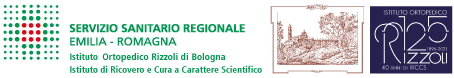 SERVIZIO SANITARIO REGIONALE
EMILIA - ROMAGNA
Istituto Ortopedico Rizzoli di Bologna
Istituto di Ricovero e Cura a Carattere Scientifico
ISTITUTO ORTOPEDICO
125
1896-2021
RIZZOLI
40 ANNI DI IRCCS